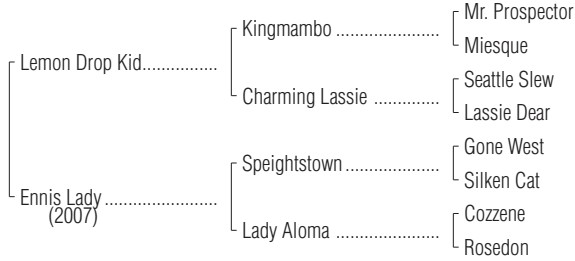 Mr. Prospector
Kingmambo ....................
Miesque
Lemon Drop Kid...............
Seattle Slew
Charming Lassie .............
Lassie Dear
Gone West
Speightstown..................
Silken Cat
Ennis Lady ......................
(2007)
Cozzene
Lady Aloma ....................
Rosedon